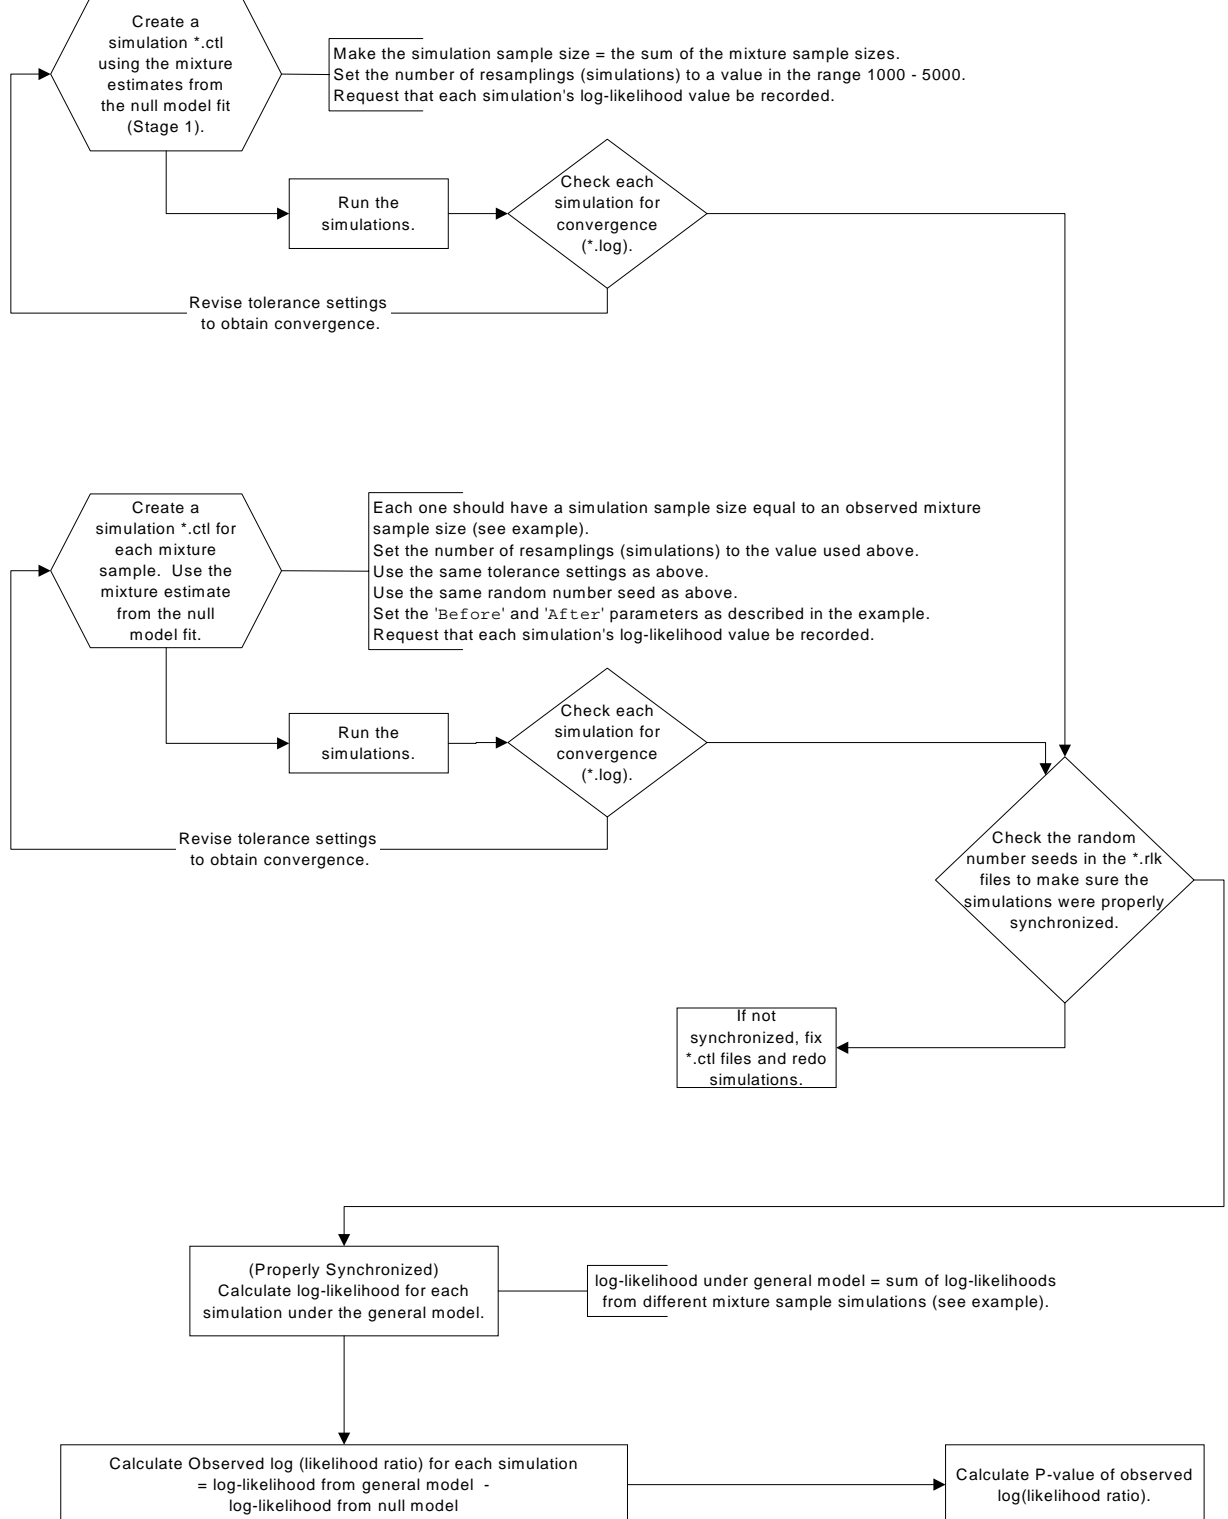 Create a
simulation *.ctl
using the mixture
estimates from
the null model fit
(Stage 1).
Make the simulation sample size = the sum of the mixture sample sizes.
Set the number of resamplings (simulations) to a value in the range 1000 - 5000.
Request that each simulation's log-likelihood value be recorded.
Run the
simulations.
Check each
simulation for
convergence
(*.log).
Revise tolerance settings
to obtain convergence.
Create a
simulation *.ctl for
each mixture
sample.  Use the
mixture estimate
from the null
model fit.
Each one should have a simulation sample size equal to an observed mixture
sample size (see example).
Set the number of resamplings (simulations) to the value used above.
Use the same tolerance settings as above.
Use the same random number seed as above.
Set the 'Before' and 'After' parameters as described in the example.
Request that each simulation's log-likelihood value be recorded.
Run the
simulations.
Check each
simulation for
convergence
(*.log).
Revise tolerance settings
to obtain convergence.
Check the random
number seeds in the *.rlk
files to make sure the
simulations were properly
synchronized.
If not
synchronized, fix
*.ctl files and redo
simulations.
(Properly Synchronized)
Calculate log-likelihood for each
simulation under the general model.
log-likelihood under general model = sum of log-likelihoods
from different mixture sample simulations (see example).
Calculate Observed log (likelihood ratio) for each simulation
= log-likelihood from general model  -
log-likelihood from null model
Calculate P-value of observed
log(likelihood ratio).